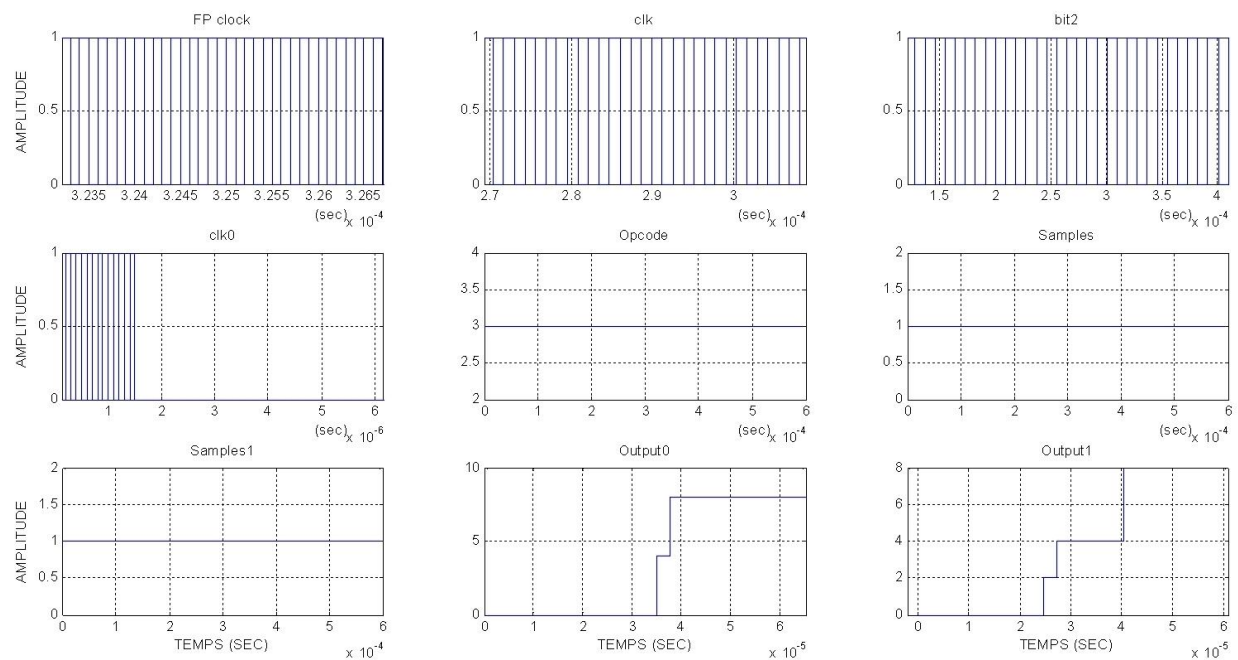 FP clock
AMPLITUDE
1
0.5
0
3.235 3.24 3.245 3.25 3.255 3.26 3.265
(sec) x 10-4
clk
1
0.5
0
2.7 2.8 2.9 3
(sec) x 10-4
bit2
1
0.5
0
1.5 2 2.5 3 3.5 4
(sec) x 10-4
clk0
AMPLITUDE
1
0.5
0
1 2 3 4 5 6
(sec) x 10-6
Opcode
4
3.5
3
2.5
2
0 1 2 3 4 5 6
(sec) x 10-4
Samples
2
1.5
1
0.5
0
0 1 2 3 4 5 6
(sec) x 10-4
Samples1
AMPLITUDE
2
1.5
1
0.5
0
0 1 2 3 4 5 6
TEMPS (SEC)
x 10-4
Output0
10
5
0
0 1 2 3 4 5 6
TEMPS (SEC)
x 10-5
Output1
8
6
4
2
0
0 1 2 3 4 5 6
TEMPS (SEC)
x 10-5